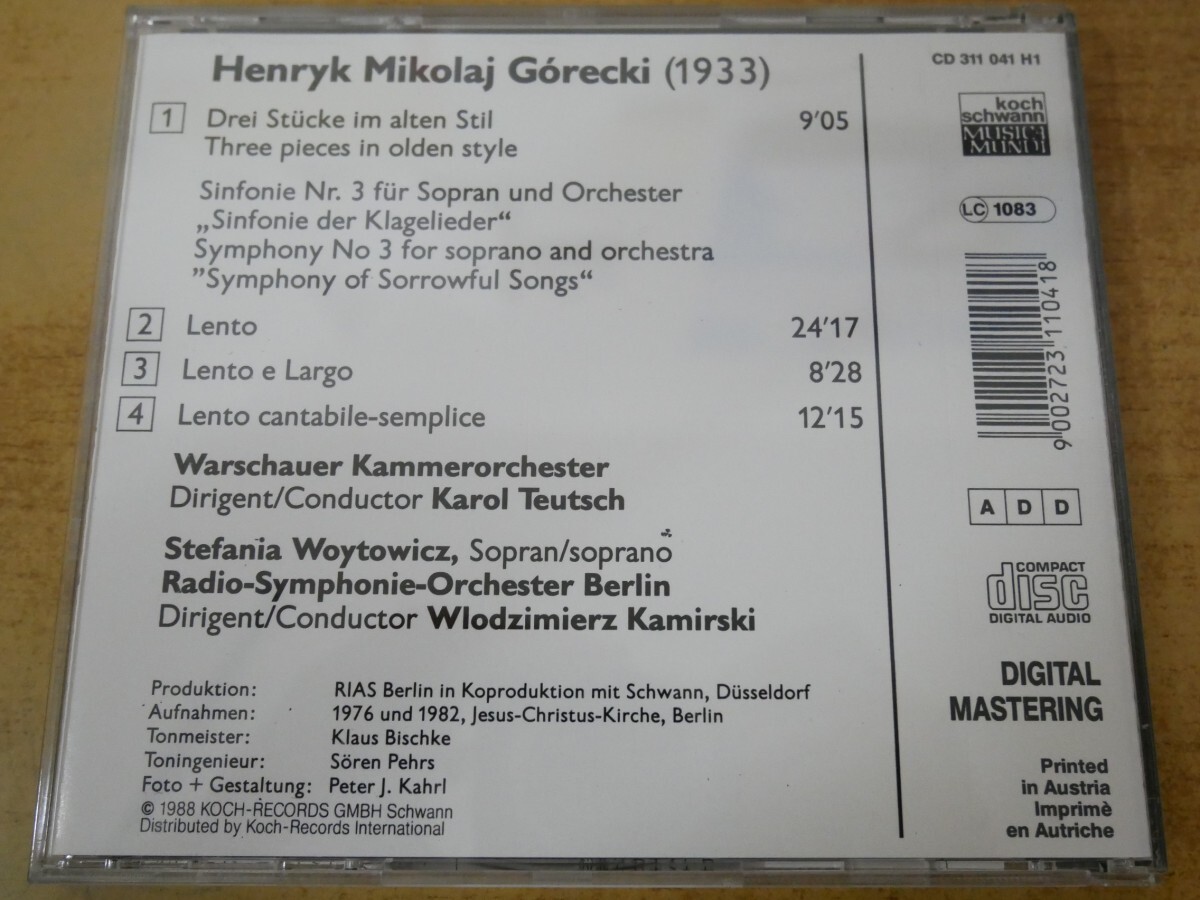 Henryk Mikolaj Górecki (1933)
1 Drei Stücke im alten Stil 9'05
Three pieces in olden style
Sinfonie Nr. 3 für Sopran und Orchester
„Sinfonie der Klagelieder“
Symphony No 3 for soprano and orchestra
”Symphony of Sorrowful Songs“
2 Lento 24'17
3 Lento e Largo 8'28
4 Lento cantabile-semplice 12'15
Warschauer Kammerorchester
Dirigent/Conductor Karol Teutsch
Stefania Woytowicz, Sopran/soprano
Radio-Symphonie-Orchester Berlin
Dirigent/Conductor Wlodzimierz Kamirski
Produktion: RIAS Berlin in Koproduktion mit Schwann, Düsseldorf
Aufnahmen: 1976 und 1982, Jesus-Christus-Kirche, Berlin
Tonmeister: Klaus Bischke
Toningenieur: Sören Pehrs
Foto + Gestaltung: Peter J. Kahrl
© 1988 KOCH-RECORDS GMBH Schwann
Distributed by Koch-Records International
CD 311 041 H1
koch
schwann
MUSICA
MUNDI
LC 1083
9 002723 110418
A D D
COMPACT
disc
DIGITAL AUDIO
DIGITAL
MASTERING
Printed
in Austria
Imprimè
en Autriche